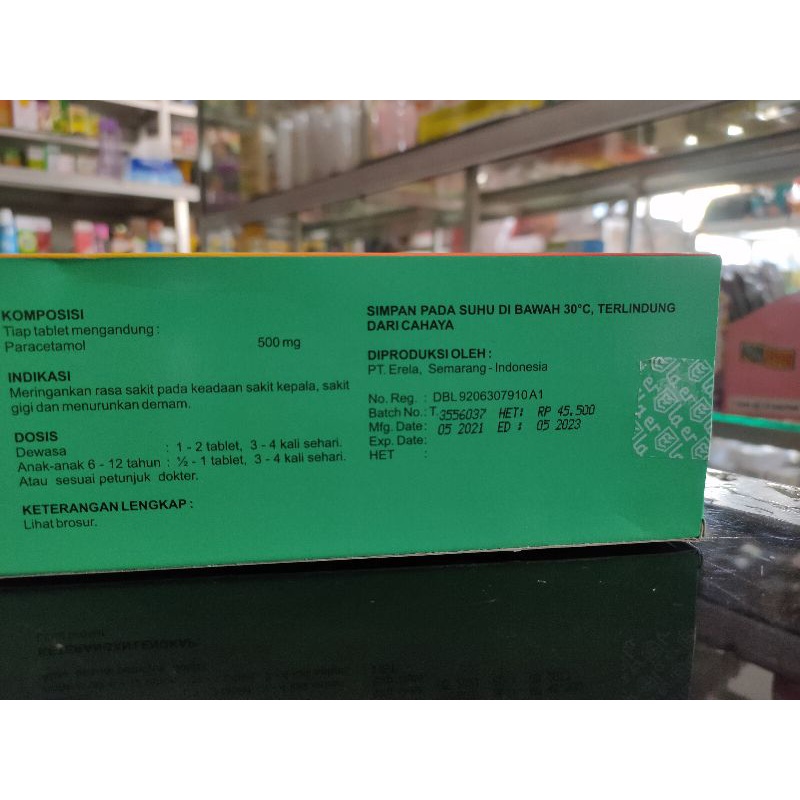 KOMPOSISI
Tiap tablet mengandung :
Paracetamol 500 mg
INDIKASI
Meringankan rasa sakit pada keadaan sakit kepala, sakit
gigi dan menurunkan demam.
DOSIS
Dewasa : 1 - 2 tablet, 3 - 4 kali sehari.
Anak-anak 6 - 12 tahun : ½ - 1 tablet, 3 - 4 kali sehari.
Atau sesuai petunjuk dokter.
KETERANGAN LENGKAP :
Lihat brosur.
SIMPAN PADA SUHU DI BAWAH 30°C, TERLINDUNG
DARI CAHAYA
DIPRODUKSI OLEH :
PT. Erela, Semarang - Indonesia
No. Reg. : DBL 9206307910 A1
Batch No.: T 3556037 HET: RP 45.500
Mfg. Date: 05 2021 ED : 05 2023
Exp. Date:
HET :